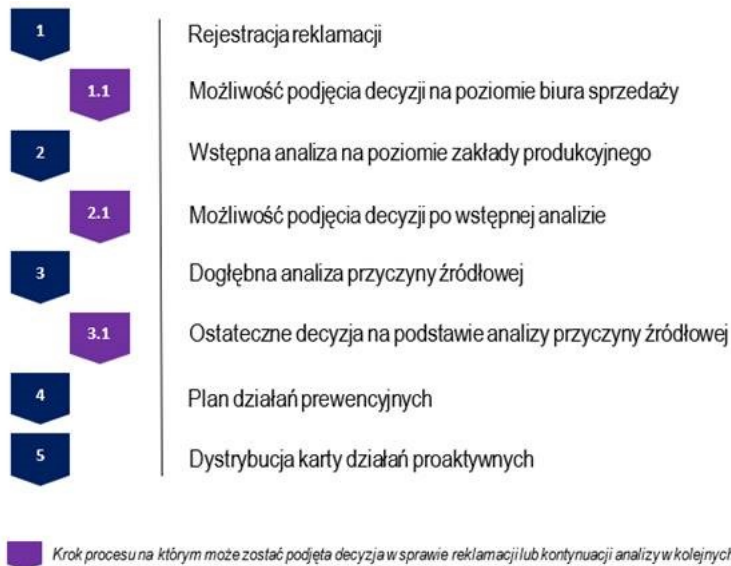 1 Rejestracja reklamacji
1.1 Możliwość podjęcia decyzji na poziomie biura sprzedaży
2 Wstępna analiza na poziomie zakłady produkcyjnego
2.1 Możliwość podjęcia decyzji po wstępnej analizie
3 Dogłębna analiza przyczyny źródłowej
3.1 Ostateczne decyzja na podstawie analizy przyczyny źródłowej
4 Plan działań prewencyjnych
5 Dystrybucja karty działań proaktywnych
Krok procesu na którym może zostać podjęta decyzja w sprawie reklamacji lub kontynuacji analizy w kolejnych